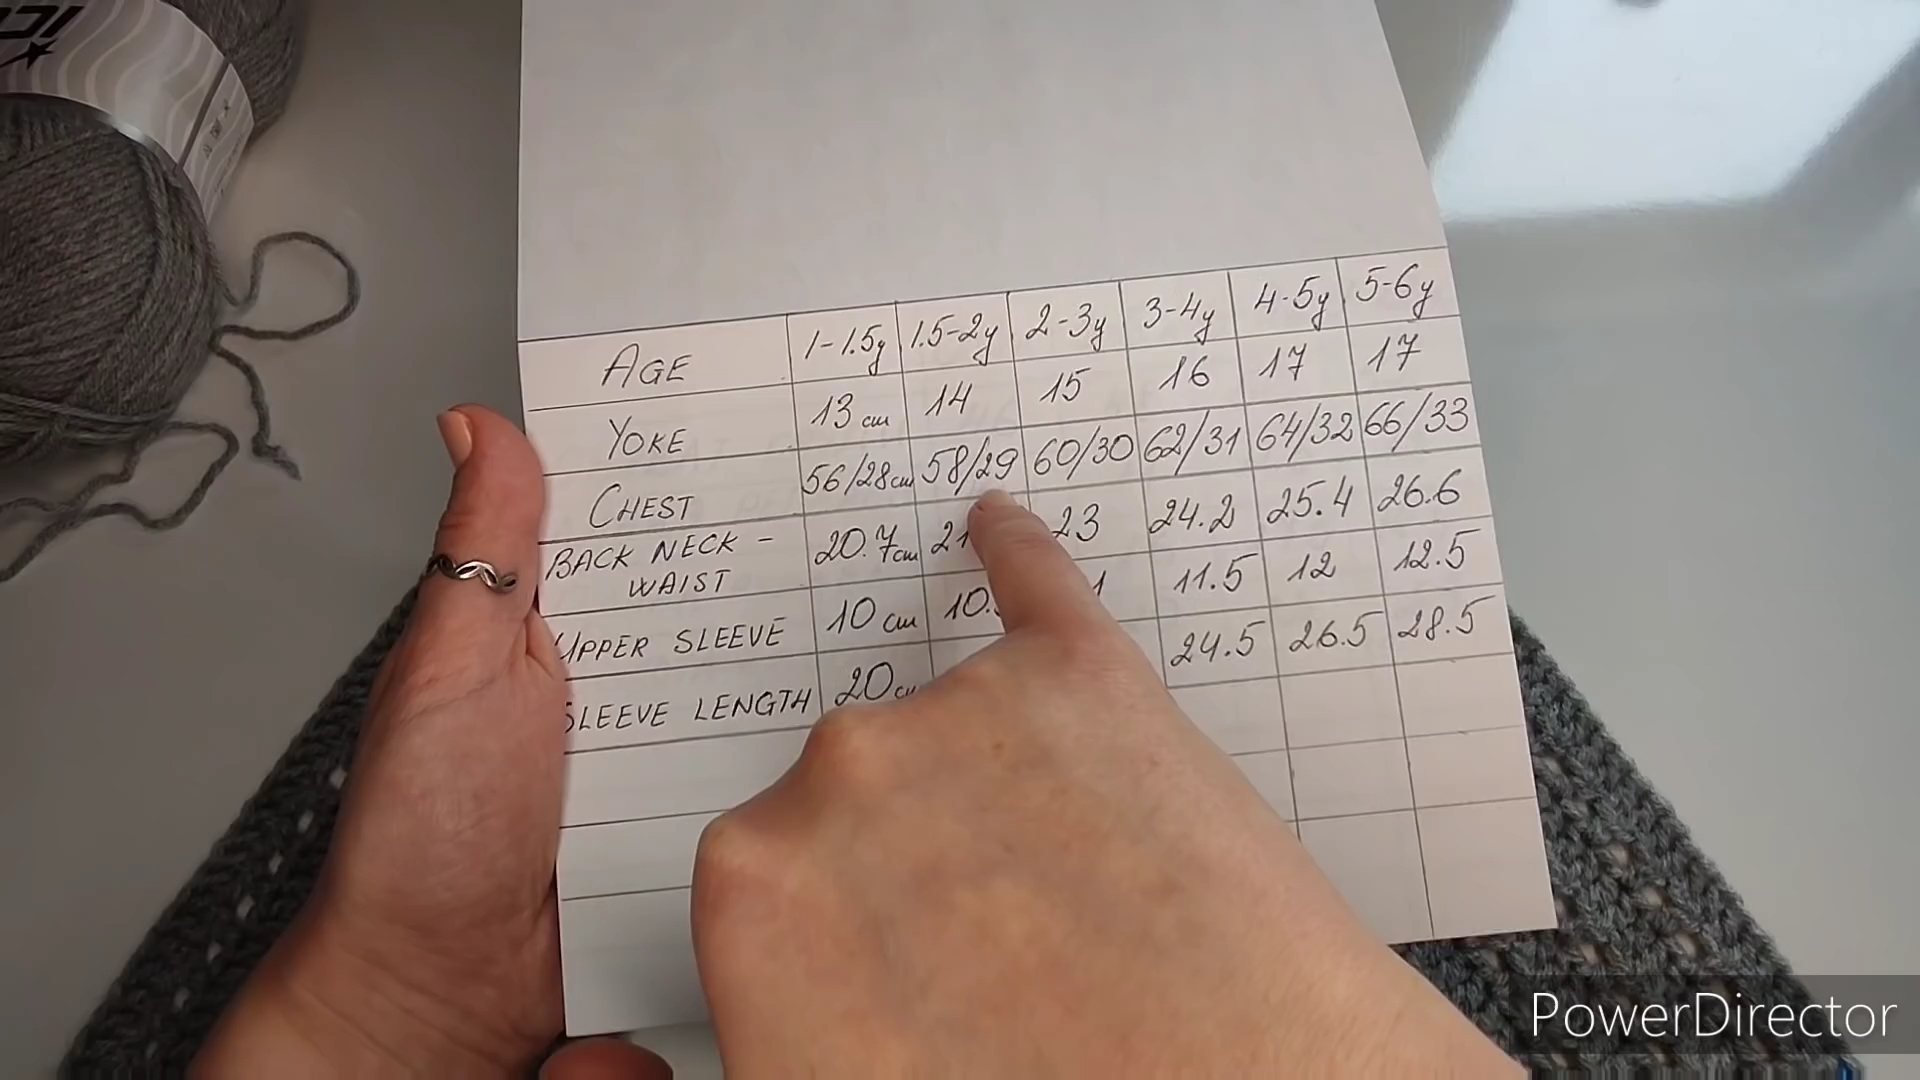 AGE 1-1.5y 1.5-2y 2-3y 3-4y 4-5y 5-6y
YOKE 13 cm 14 15 16 17 17
CHEST 56/28cm 58/29 60/30 62/31 64/32 66/33
BACK NECK - WAIST 20.7cm 23 24.2 25.4 26.6
UPPER SLEEVE 10 cm 11.5 12 12.5
SLEEVE LENGTH 20 24.5 26.5 28.5
PowerDirector